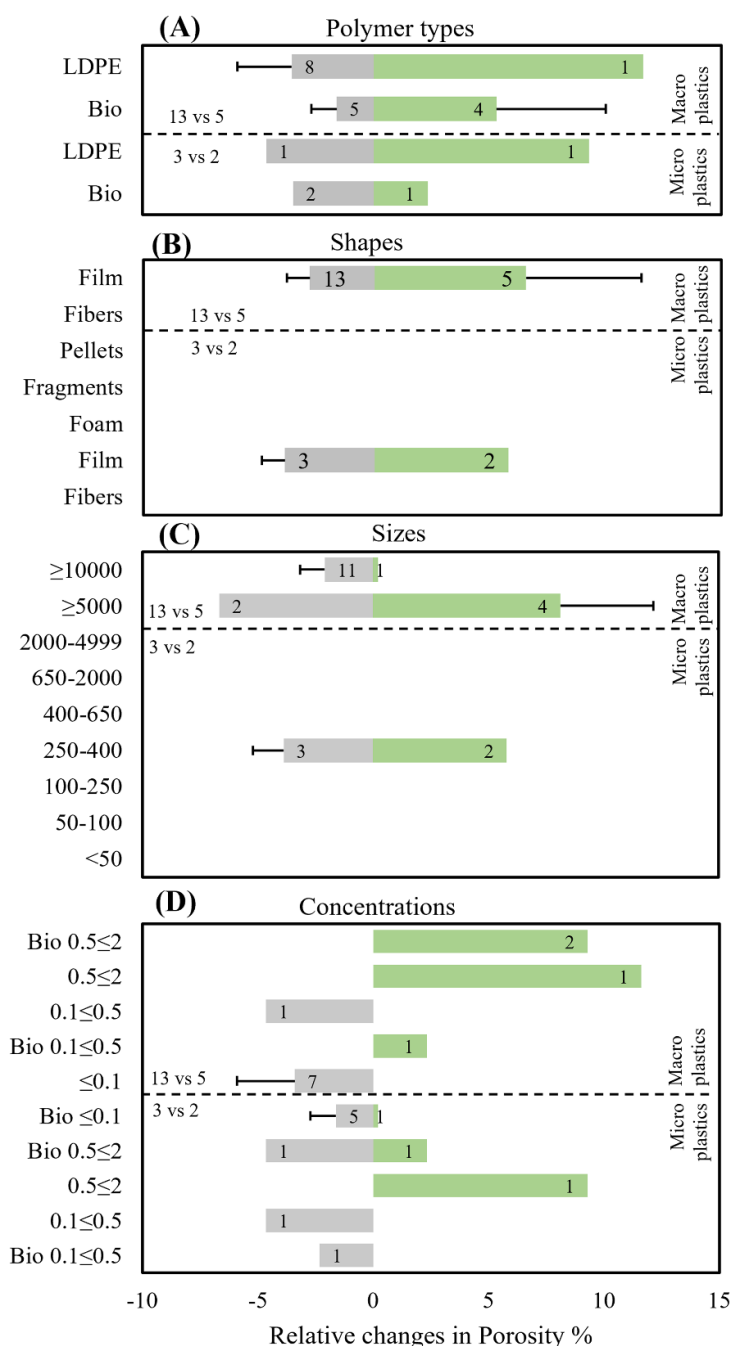 (A) Polymer types
LDPE 8 1
Bio 5 4
13 vs 5
Macro
plastics
LDPE 1 1
3 vs 2
Bio 2 1
Micro
plastics
(B) Shapes
Film 13 5
Fibers 13 vs 5
Macro
plastics
Pellets 3 vs 2
Fragments
Foam
Film 3 2
Fibers
Micro
plastics
(C) Sizes
≥10000 11 1
≥5000 2 4
13 vs 5
Macro
plastics
2000-4999 3 vs 2
650-2000
400-650
250-400 3 2
100-250
50-100
<50
Micro
plastics
(D) Concentrations
Bio 0.5≤2 2
0.5≤2 1
0.1≤0.5 1
Bio 0.1≤0.5 1
≤0.1 13 vs 5 7
Macro
plastics
Bio ≤0.1 3 vs 2 5 1
Bio 0.5≤2 1 1
0.5≤2 1
0.1≤0.5 1
Bio 0.1≤0.5 1
Micro
plastics
-10 -5 0 5 10 15
Relative changes in Porosity %